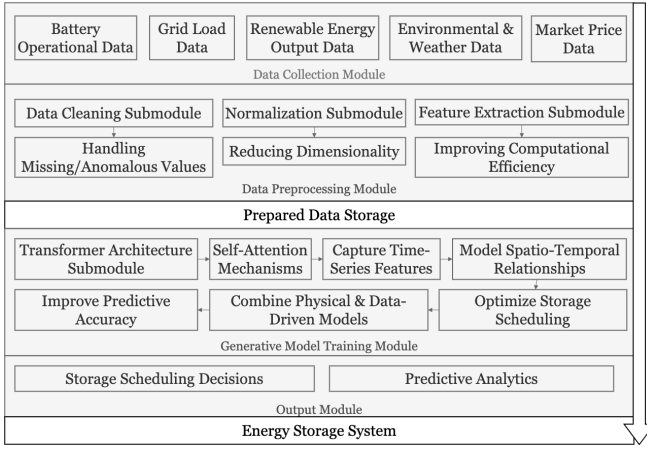 Battery
Operational Data
Grid Load
Data
Renewable Energy
Output Data
Environmental &
Weather Data
Market Price
Data
Data Collection Module
Data Cleaning Submodule
Normalization Submodule
Feature Extraction Submodule
Handling
Missing/Anomalous Values
Reducing Dimensionality
Improving Computational
Efficiency
Data Preprocessing Module
Prepared Data Storage
Transformer Architecture
Submodule
Self-Attention
Mechanisms
Capture Time-
Series Features
Model Spatio-Temporal
Relationships
Improve Predictive
Accuracy
Combine Physical & Data-
Driven Models
Optimize Storage
Scheduling
Generative Model Training Module
Storage Scheduling Decisions
Predictive Analytics
Output Module
Energy Storage System